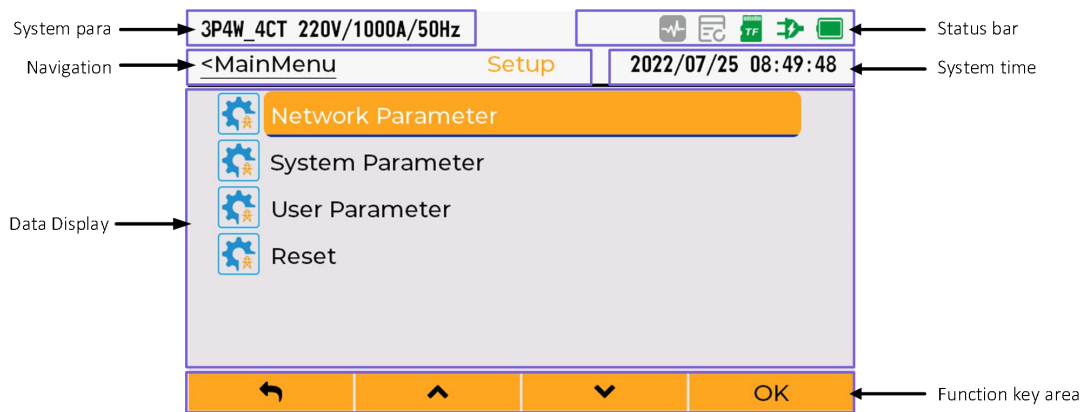 System para 3P4W_4CT 220V/1000A/50Hz TF Status bar
Navigation <MainMenu Setup 2022/07/25 08:49:48 System time
Network Parameter
System Parameter
Data Display User Parameter
Reset
OK Function key area